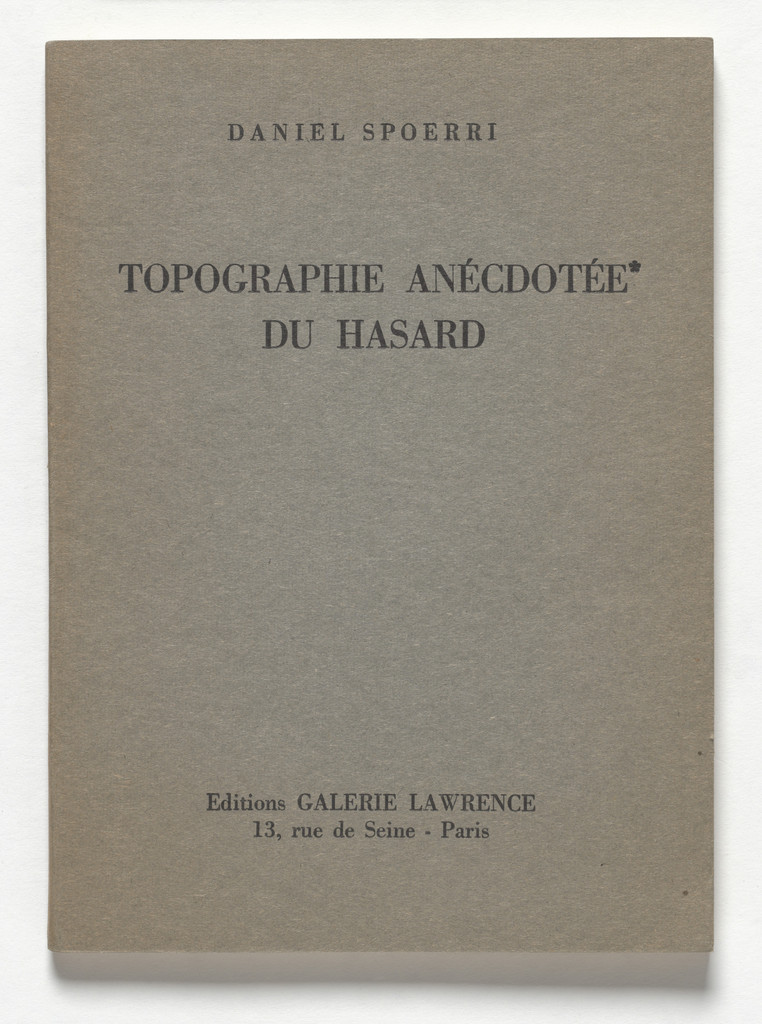 DANIEL SPOERRI
TOPOGRAPHIE ANÉCDOTÉE*
DU HASARD
Editions GALERIE LAWRENCE
13, rue de Seine - Paris